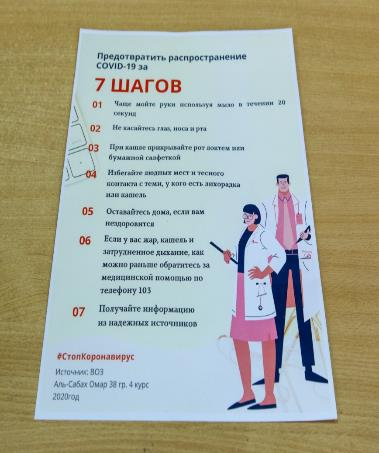 Предотвратить распространение
COVID-19 за
7 ШАГОВ
01 Чаще мойте руки используя мыло в течении 20
секунд
02 Не касайтесь глаз, носа и рта
03 При кашле прикрывайте рот локтем или
бумажной салфеткой
04 Избегайте людных мест и тесного
контакта с теми, у кого есть лихорадка
или кашель
05 Оставайтесь дома, если вам
нездоровится
06 Если у вас жар, кашель и
затрудненное дыхание, как
можно раньше обратитесь за
медицинской помощью по
телефону 103
07 Получайте информацию
из надежных источников
#СтопКоронавирус
Источник: ВОЗ
Аль-Сабах Омар 38 гр. 4 курс
2020год